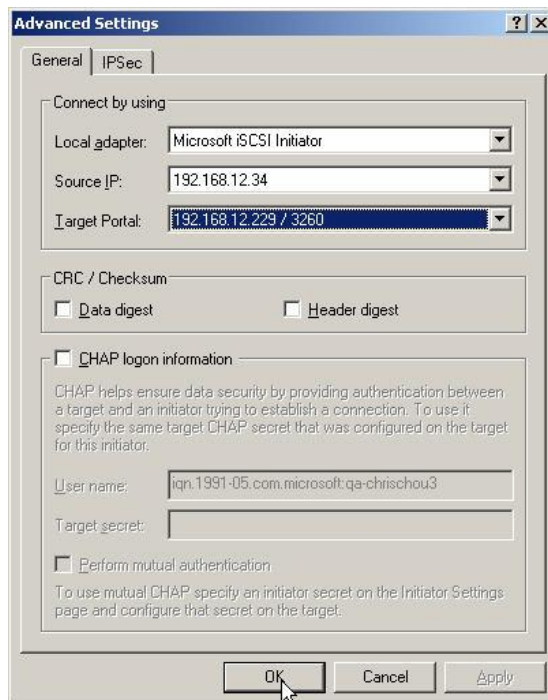 Advanced Settings
General
IPSec
Connect by using
Local adapter:
Microsoft iSCSI Initiator
Source IP:
192.168.12.34
Target Portal:
192.168.12.229 / 3260
CRC / Checksum
Data digest
Header digest
CHAP logon information
CHAP helps ensure data security by providing authentication between
a target and an initiator trying to establish a connection. To use it
specify the same target CHAP secret that was configured on the target
for this initiator.
User name:
iqn.1991-05.com.microsoft:qa-chrischou3
Target secret:
Perform mutual authentication
To use mutual CHAP specify an initiator secret on the Initiator Settings
page and configure that secret on the target.
OK
Cancel
Apply